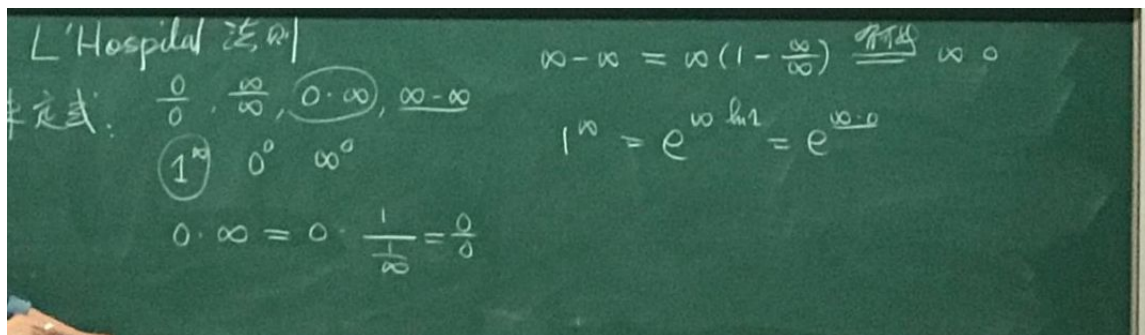 L'Hospital 法则
未定式: 0/0, ∞/∞, 0·∞, ∞-∞
1^∞ 0^0 ∞^0
0·∞ = 0 · 1/(1/∞) = 0/0
∞-∞ = ∞(1 - ∞/∞) ∞ 0
1^∞ = e^(∞ ln1) = e^(∞·0)